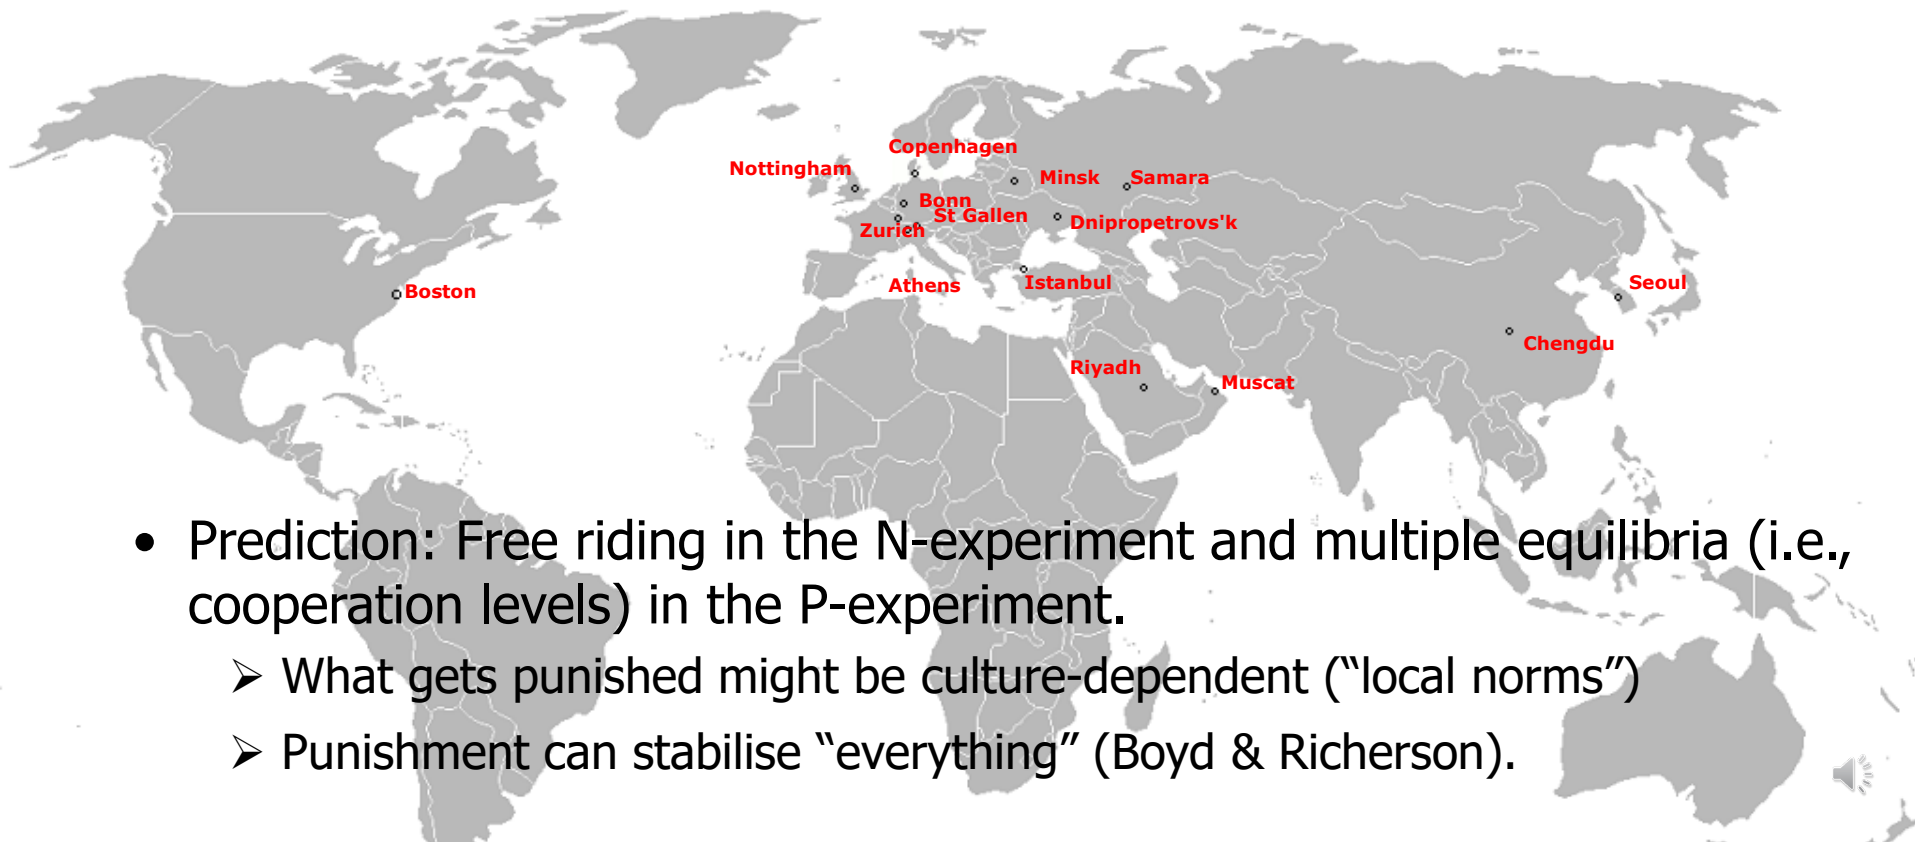 Copenhagen
Nottingham
Minsk
Samara
Bonn
St Gallen
Zurich
Dnipropetrovs'k
Athens
Istanbul
Boston
Seoul
Chengdu
Riyadh
Muscat
• Prediction: Free riding in the N-experiment and multiple equilibria (i.e.,
cooperation levels) in the P-experiment.
➢ What gets punished might be culture-dependent (“local norms”)
➢ Punishment can stabilise “everything” (Boyd & Richerson).